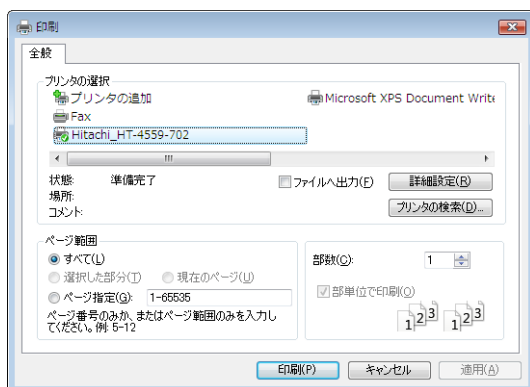 印刷
全般
プリンタの選択
プリンタの追加
Microsoft XPS Document Write
Fax
Hitachi_HT-4559-702
状態: 準備完了
ファイルへ出力(F)
詳細設定(R)
場所:
コメント:
プリンタの検索(D)...
ページ範囲
すべて(L)
選択した部分(T)
現在のページ(U)
ページ指定(G): 1-65535
ページ番号のみか、またはページ範囲のみを入力し
てください。例: 5-12
部数(C): 1
部単位で印刷(O)
1 2 3 1 2 3
印刷(P)
キャンセル
適用(A)